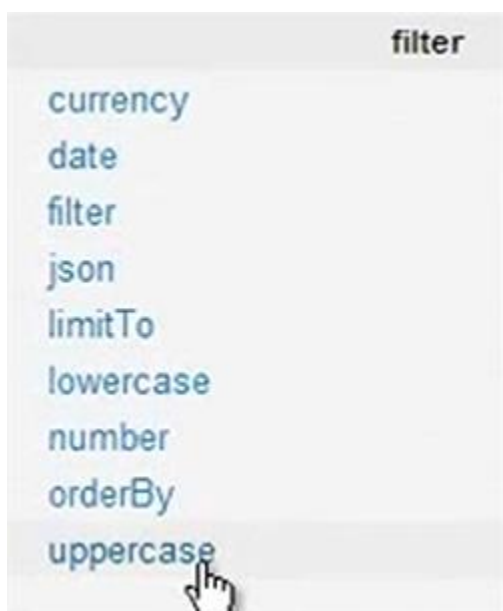 filter
currency
date
filter
json
limitTo
lowercase
number
orderBy
uppercase